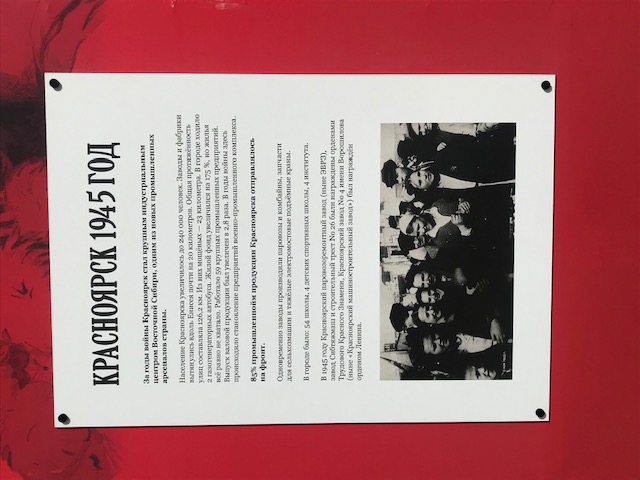 КРАСНОЯРСК 1945 ГОД
За годы войны Красноярск стал крупным индустриальным
центром Восточной Сибири, одним из новых промышленных
арсеналов страны.
Население Красноярска увеличилось до 240 000 человек. Заводы и фабрики
вытянулись вдоль Енисея почти на 20 километров. Общая протяжённость
улиц составляла 126,2 км. Из них мощёных – 23 километра. В городе ходило
2 газогенераторных автобуса. Жилой фонд увеличился на 175 %, но жилья
всё равно не хватало. Работало 59 крупных промышленных предприятий.
Выпуск валовой продукции был увеличен в 2,8 раза. В годы войны здесь
происходило становление предприятий военно-промышленного комплекса.
85% промышленной продукции Красноярска отправлялось
на фронт.
Одновременно заводы производили паровозы и комбайны, запчасти
для сельхозмашин и тяжёлые электромостовые подъёмные краны.
В городе было: 54 школы, 4 детских спортивных школы, 4 института.
В 1945 году Красноярский паровозоремонтный завод (ныне ЭВРЗ),
завод Сибтяжмаш и строительный трест № 26 были награждены орденами
Трудового Красного Знамени, Красноярский завод № 4 имени Ворошилова
(ныне «Красноярский машиностроительный завод») был награждён
орденом Ленина.